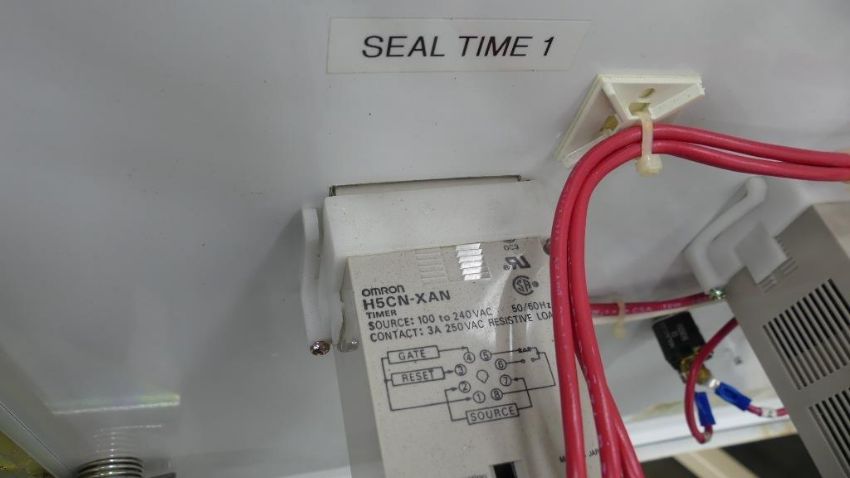 SEAL TIME 1
OMRON
H5CN-XAN
TIMER
SOURCE: 100 to 240VAC 50/60Hz
CONTACT: 3A 250VAC RESISTIVE LOA
GATE
RESET
4 5
3 6
2 7
1 8
SOURCE